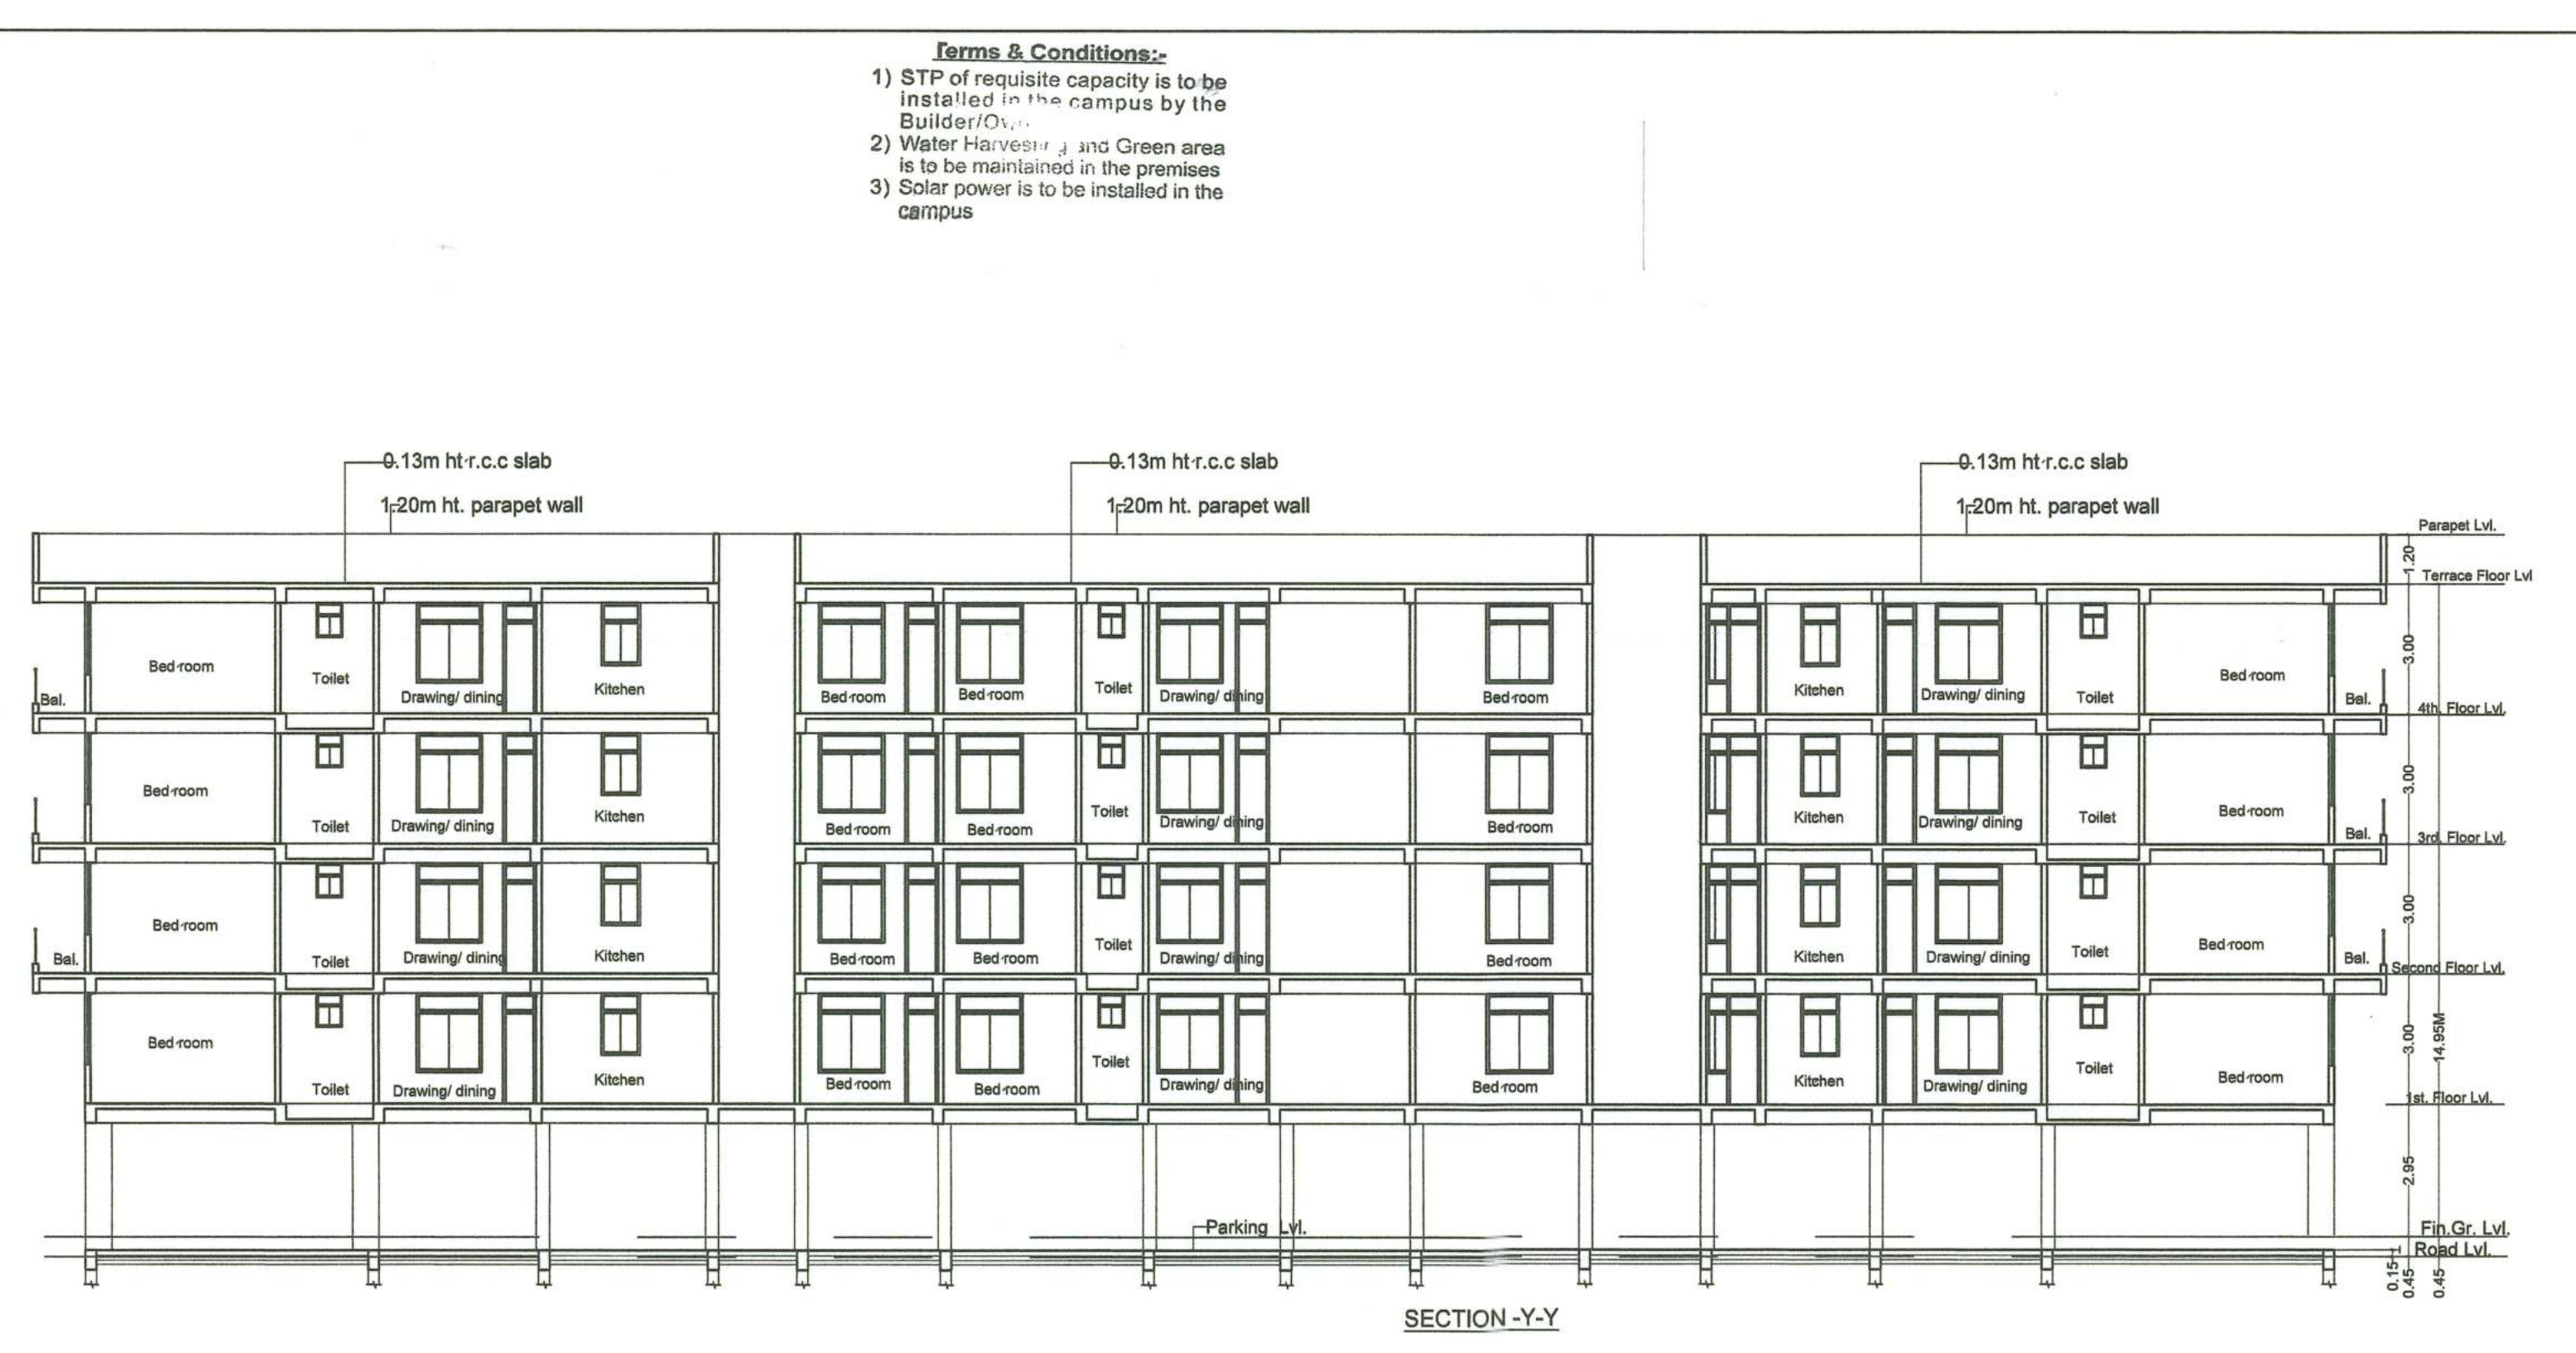 Terms & Conditions:-
1) STP of requisite capacity is to be
installed in the campus by the
Builder/
2) Water and Green area
is to be maintained in the premises
3) Solar power is to be installed in the
campus
0.13m ht r.c.c slab
0.13m ht r.c.c slab
0.13m ht r.c.c slab
1.20m ht. parapet wall
1.20m ht. parapet wall
1.20m ht. parapet wall
Parapet Lvl.
1.20
Terrace Floor Lvl
3.00
Bed room
Toilet
Kitchen
Bal.
Drawing/ dining
Bed room
Bed room
Toilet
Drawing/ dining
Bed room
Kitchen
Drawing/ dining
Toilet
Bed room
Bal.
4th. Floor Lvl.
3.00
Bed room
Toilet
Drawing/ dining
Kitchen
Bed room
Bed room
Toilet
Drawing/ dining
Bed room
Kitchen
Drawing/ dining
Toilet
Bed room
Bal.
3rd. Floor Lvl.
3.00
Bed room
Bal.
Toilet
Drawing/ dining
Kitchen
Bed room
Bed room
Toilet
Drawing/ dining
Bed room
Kitchen
Drawing/ dining
Toilet
Bed room
Bal.
Second Floor Lvl.
3.00
14.95M
Bed room
Toilet
Drawing/ dining
Kitchen
Bed room
Bed room
Toilet
Drawing/ dining
Bed room
Kitchen
Drawing/ dining
Toilet
Bed room
1st. Floor Lvl.
2.95
Parking Lvl.
Fin.Gr. Lvl.
Road Lvl.
0.15
0.45
0.45
SECTION -Y-Y